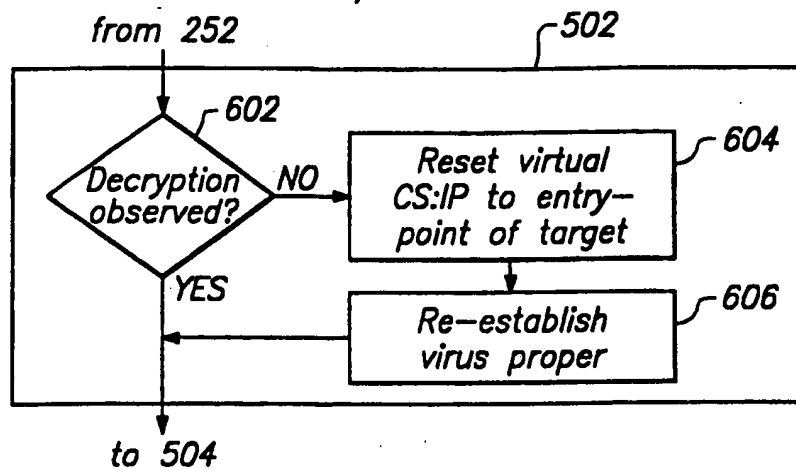 from 252
502
602
Decryption
observed?
NO
604
Reset virtual
CS:IP to entry-
point of target
YES
606
Re-establish
virus proper
to 504